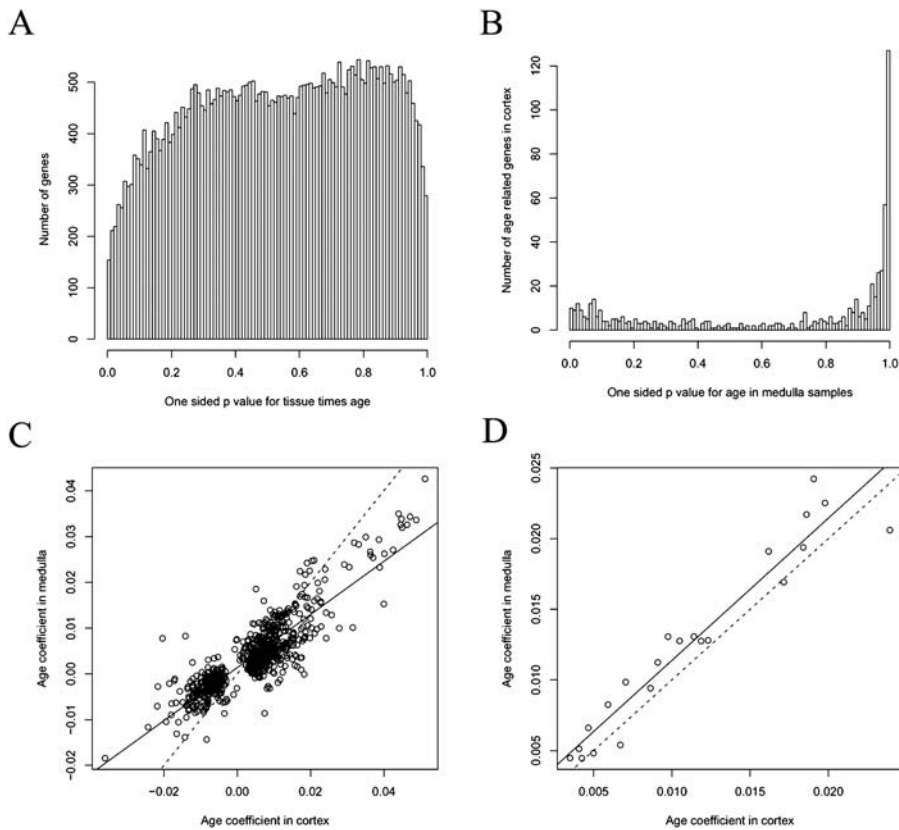 A
B
Number of genes
0
100
200
300
400
500
0.0 0.2 0.4 0.6 0.8 1.0
One sided p value for tissue times age
Number of age related genes in cortex
0
20
40
60
80
100
120
0.0 0.2 0.4 0.6 0.8 1.0
One sided p value for age in medulla samples
C
D
Age coefficient in medulla
−0.02
−0.01
0.00
0.01
0.02
0.03
0.04
−0.02 0.00 0.02 0.04
Age coefficient in cortex
Age coefficient in medulla
0.005
0.010
0.015
0.020
0.025
0.005 0.010 0.015 0.020
Age coefficient in cortex